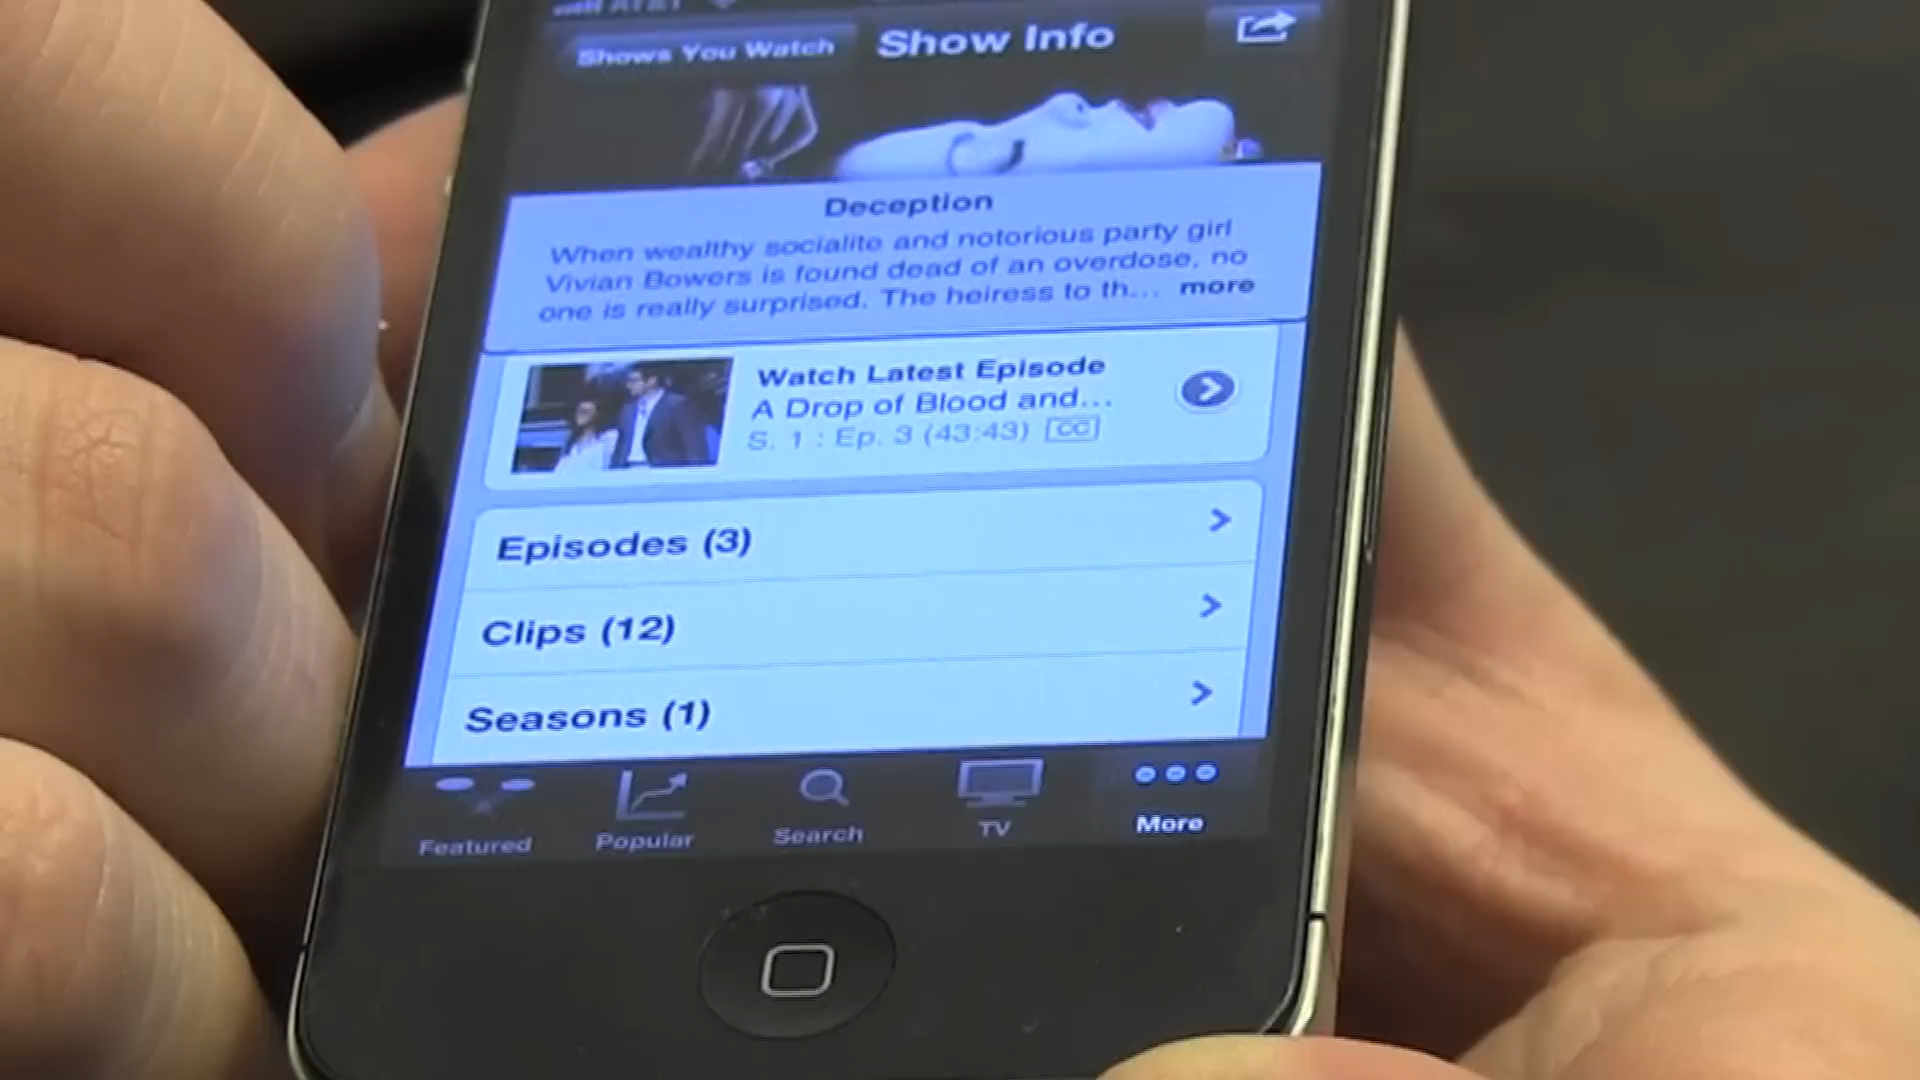 AT&T
Shows You Watch
Show Info
Deception
When wealthy socialite and notorious party girl
Vivian Bowers is found dead of an overdose, no
one is really surprised. The heiress to th... more
Watch Latest Episode
A Drop of Blood and...
S. 1 : Ep. 3 (43:43) CC
Episodes (3)
Clips (12)
Seasons (1)
Featured
Popular
Search
TV
More